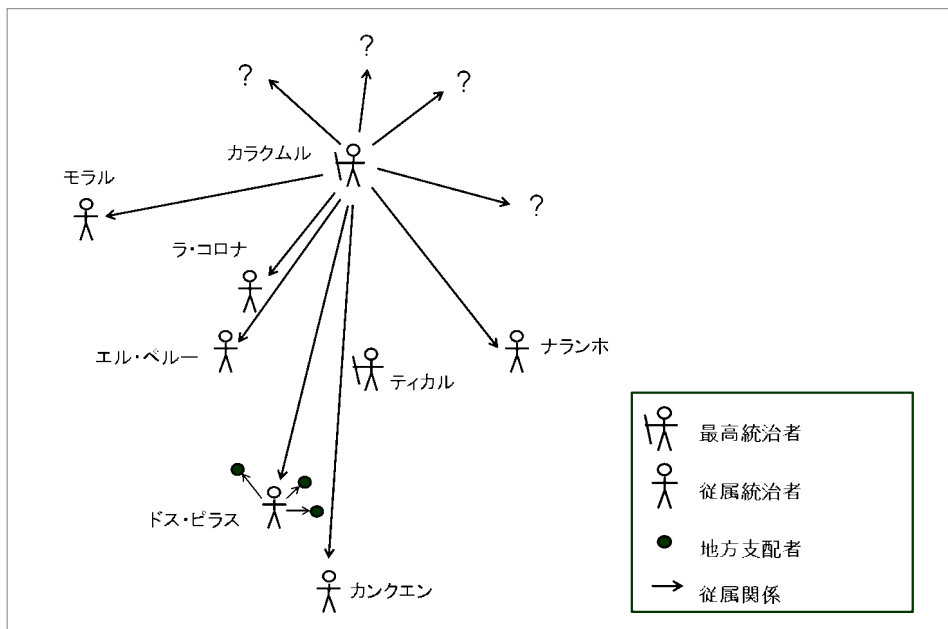 ?
?
?
カラクムル
モラル
?
ラ・コロナ
エル・ペルー
ナランホ
ティカル
ドス・ピラス
カンクエン
最高統治者
従属統治者
地方支配者
従属関係